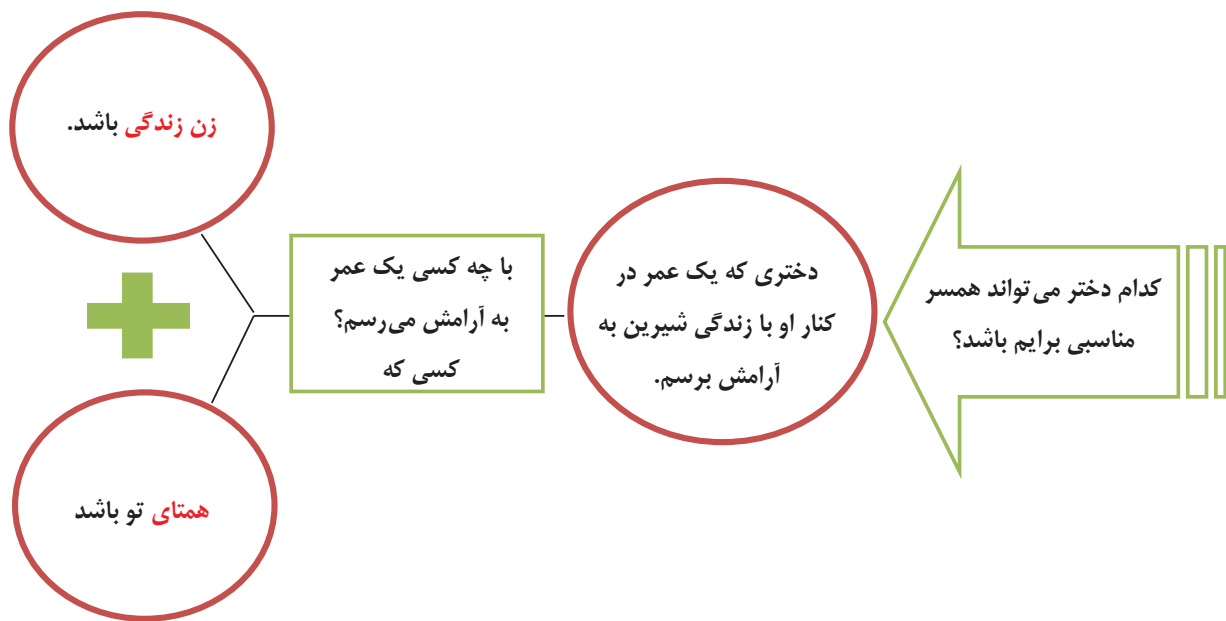 کدام دختر می‌تواند همسر
مناسبی برایم باشد؟
دختری که یک عمر در
کنار او با زندگی شیرین به
آرامش برسم.
با چه کسی یک عمر
به آرامش می‌رسم؟
کسی که
زن زندگی باشد.
همتای تو باشد